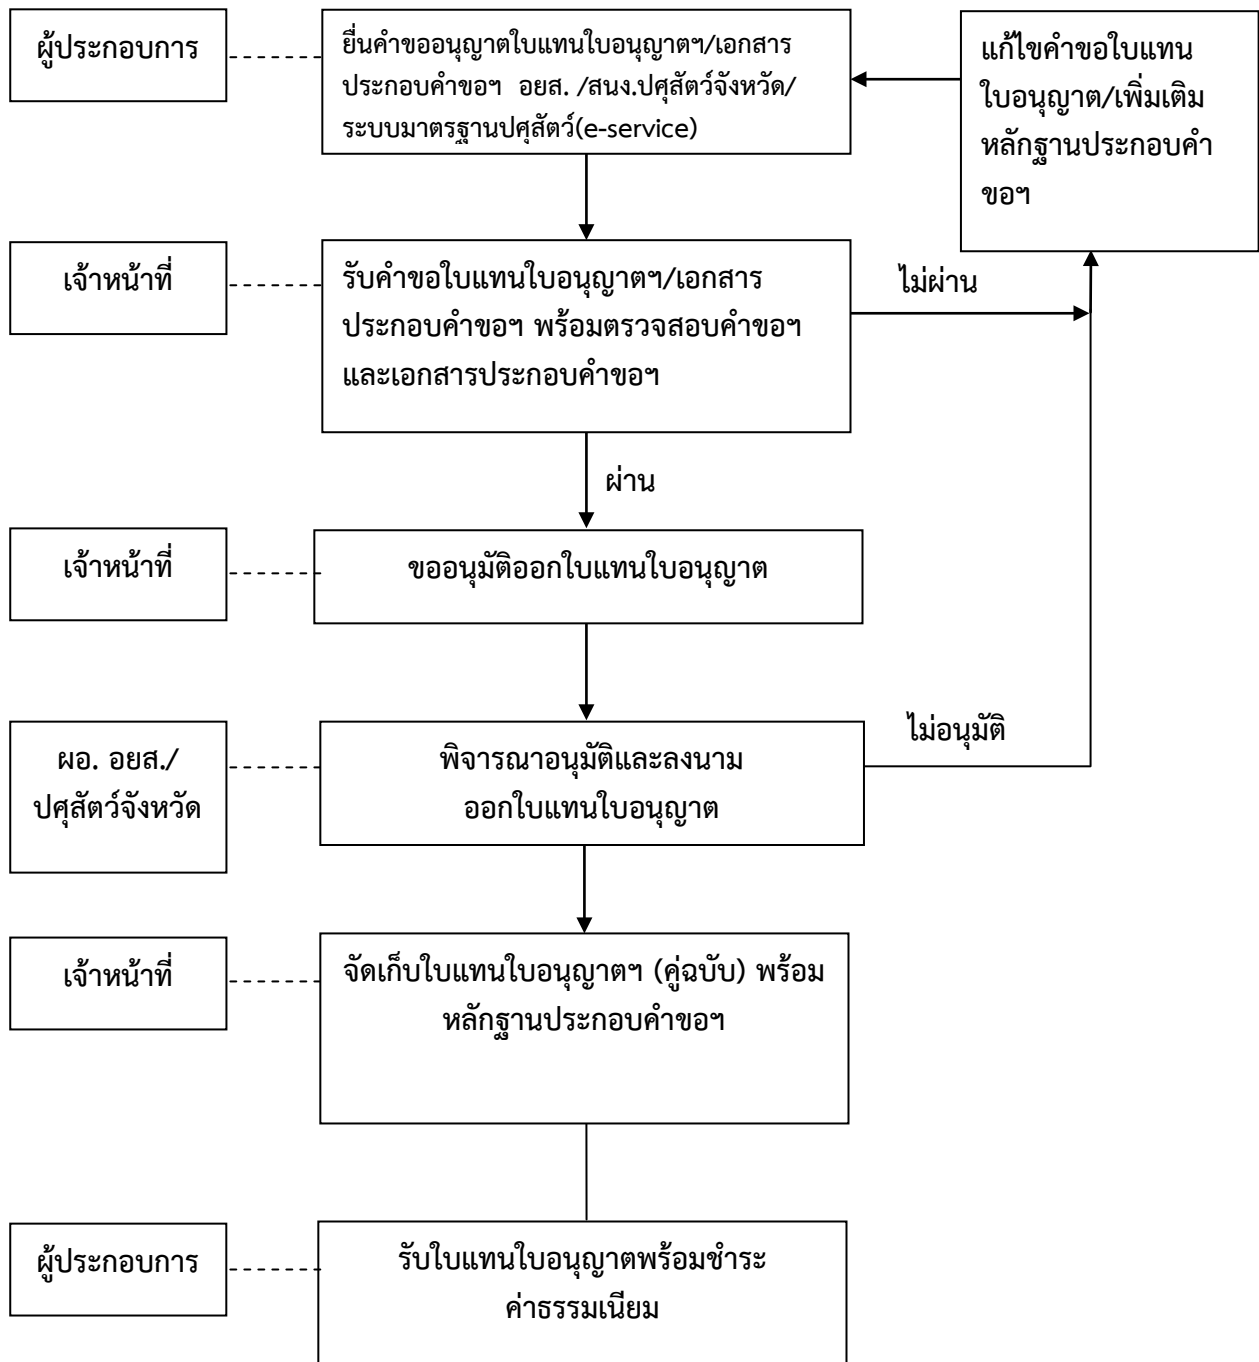 ผู้ประกอบการ
ยื่นคำขออนุญาตใบแทนใบอนุญาตฯ/เอกสาร
ประกอบคำขอฯ อยส. /สนง.ปศุสัตว์จังหวัด/
ระบบมาตรฐานปศุสัตว์(e-service)
แก้ไขคำขอใบแทน
ใบอนุญาต/เพิ่มเติม
หลักฐานประกอบคำ
ขอฯ
เจ้าหน้าที่
รับคำขอใบแทนใบอนุญาตฯ/เอกสาร
ประกอบคำขอฯ พร้อมตรวจสอบคำขอฯ
และเอกสารประกอบคำขอฯ
ไม่ผ่าน
ผ่าน
เจ้าหน้าที่
ขออนุมัติออกใบแทนใบอนุญาต
ผอ. อยส./
ปศุสัตว์จังหวัด
พิจารณาอนุมัติและลงนาม
ออกใบแทนใบอนุญาต
ไม่อนุมัติ
เจ้าหน้าที่
จัดเก็บใบแทนใบอนุญาตฯ (คู่ฉบับ) พร้อม
หลักฐานประกอบคำขอฯ
ผู้ประกอบการ
รับใบแทนใบอนุญาตพร้อมชำระ
ค่าธรรมเนียม